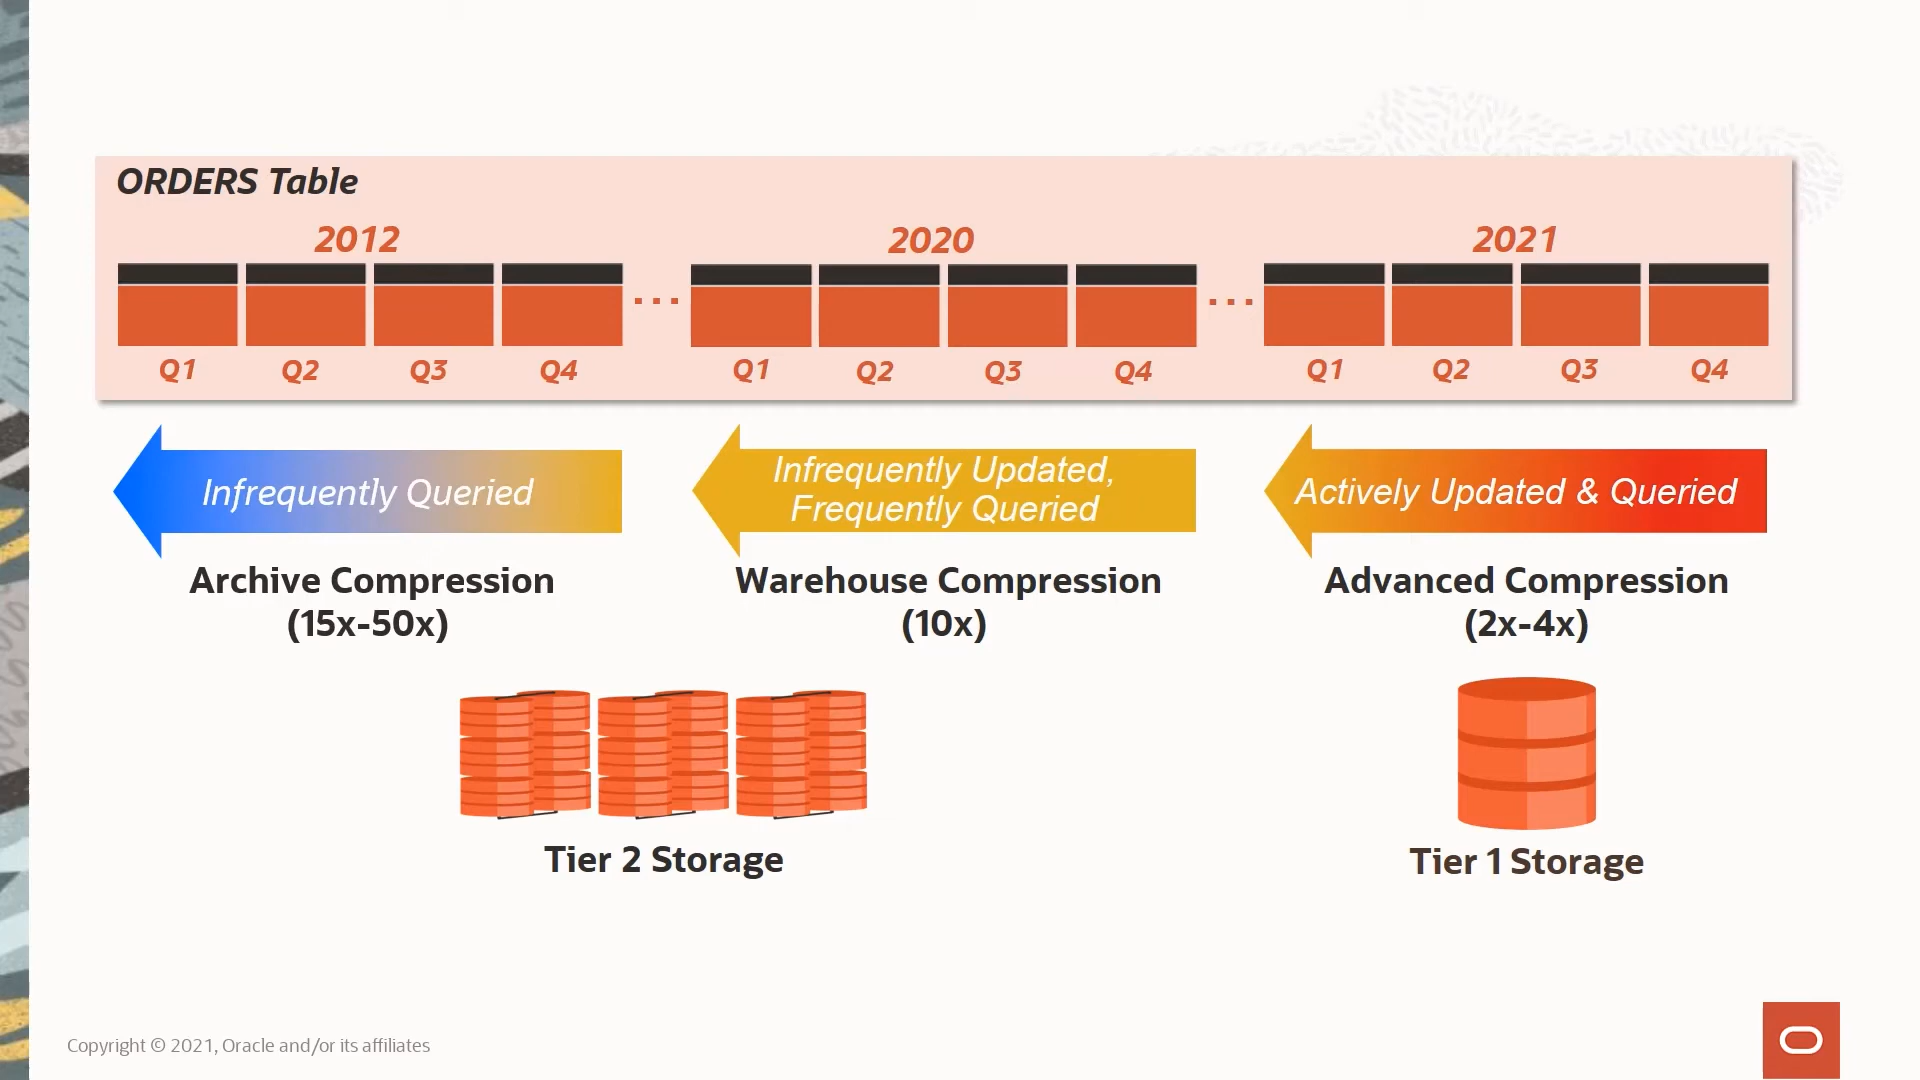 ORDERS Table
2012
2020
2021
Q1 Q2 Q3 Q4 ... Q1 Q2 Q3 Q4 ... Q1 Q2 Q3 Q4
Infrequently Queried
Infrequently Updated,
Frequently Queried
Actively Updated & Queried
Archive Compression
(15x-50x)
Warehouse Compression
(10x)
Advanced Compression
(2x-4x)
Tier 2 Storage
Tier 1 Storage
Copyright © 2021, Oracle and/or its affiliates